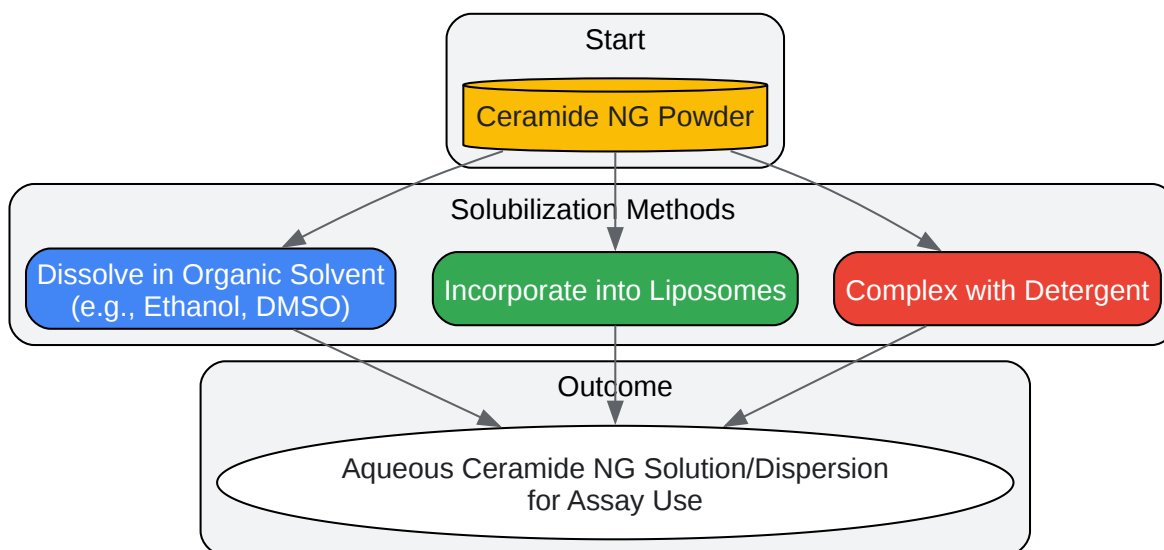 Start
Ceramide NG Powder
Solubilization Methods
Dissolve in Organic Solvent
(e.g., Ethanol, DMSO)
Incorporate into Liposomes
Complex with Detergent
Outcome
Aqueous Ceramide NG Solution/Dispersion
for Assay Use